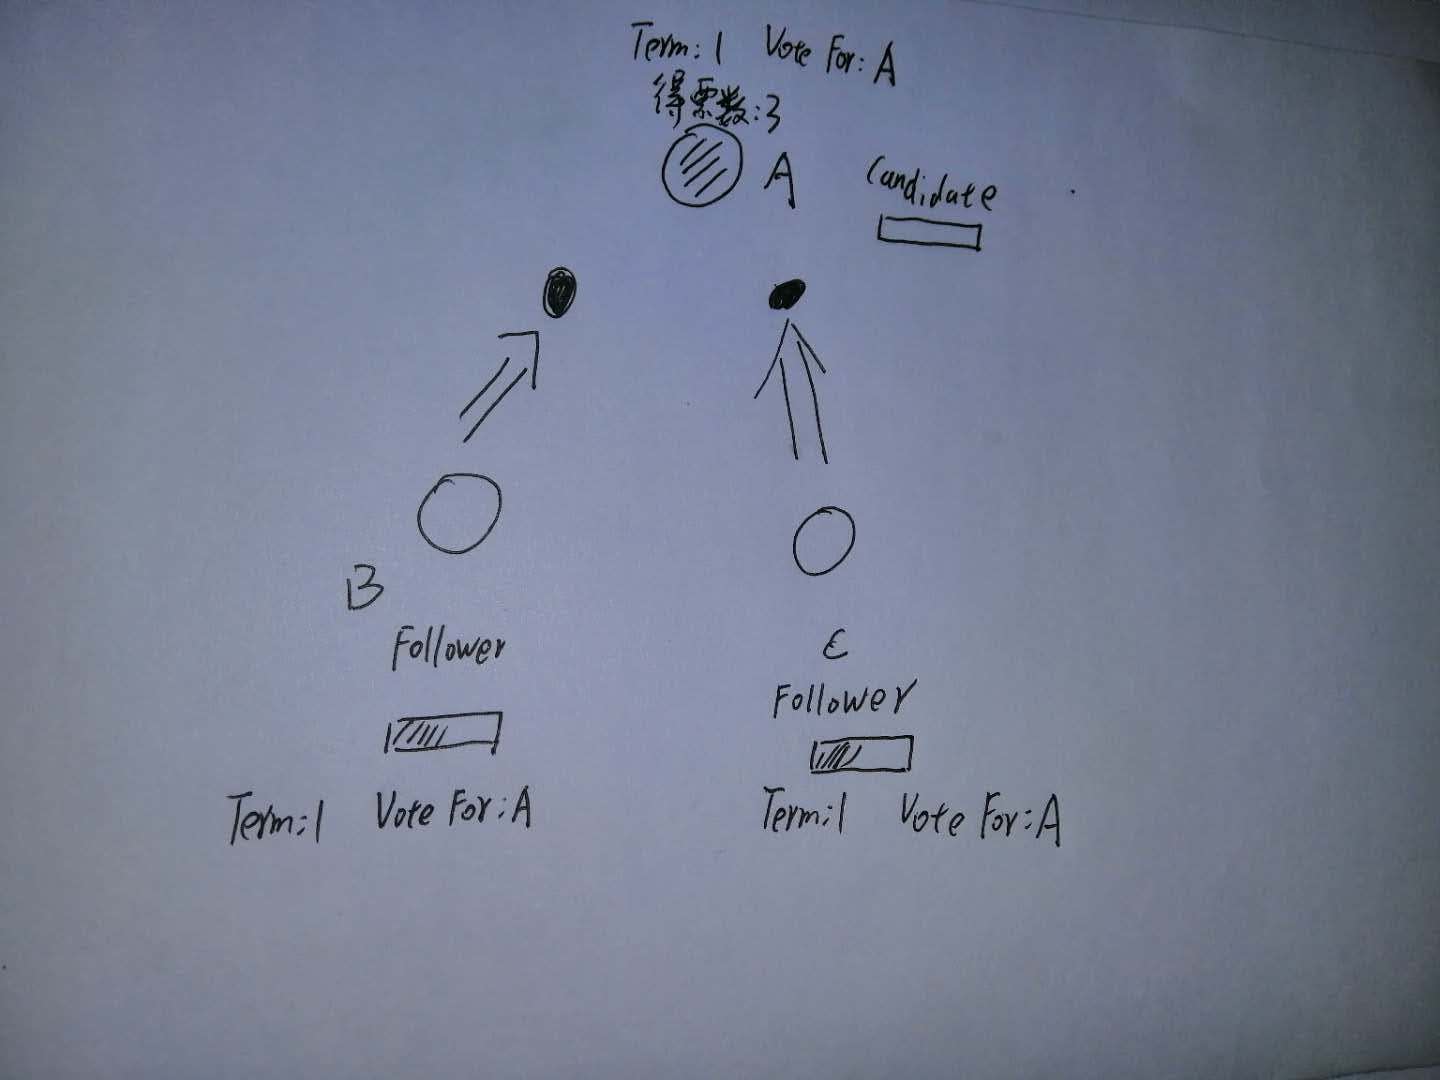 Term: 1 Vote For: A
得票数: 3
A
Candidate
B
Follower
Term: 1 Vote For: A
C
Follower
Term: 1 Vote For: A